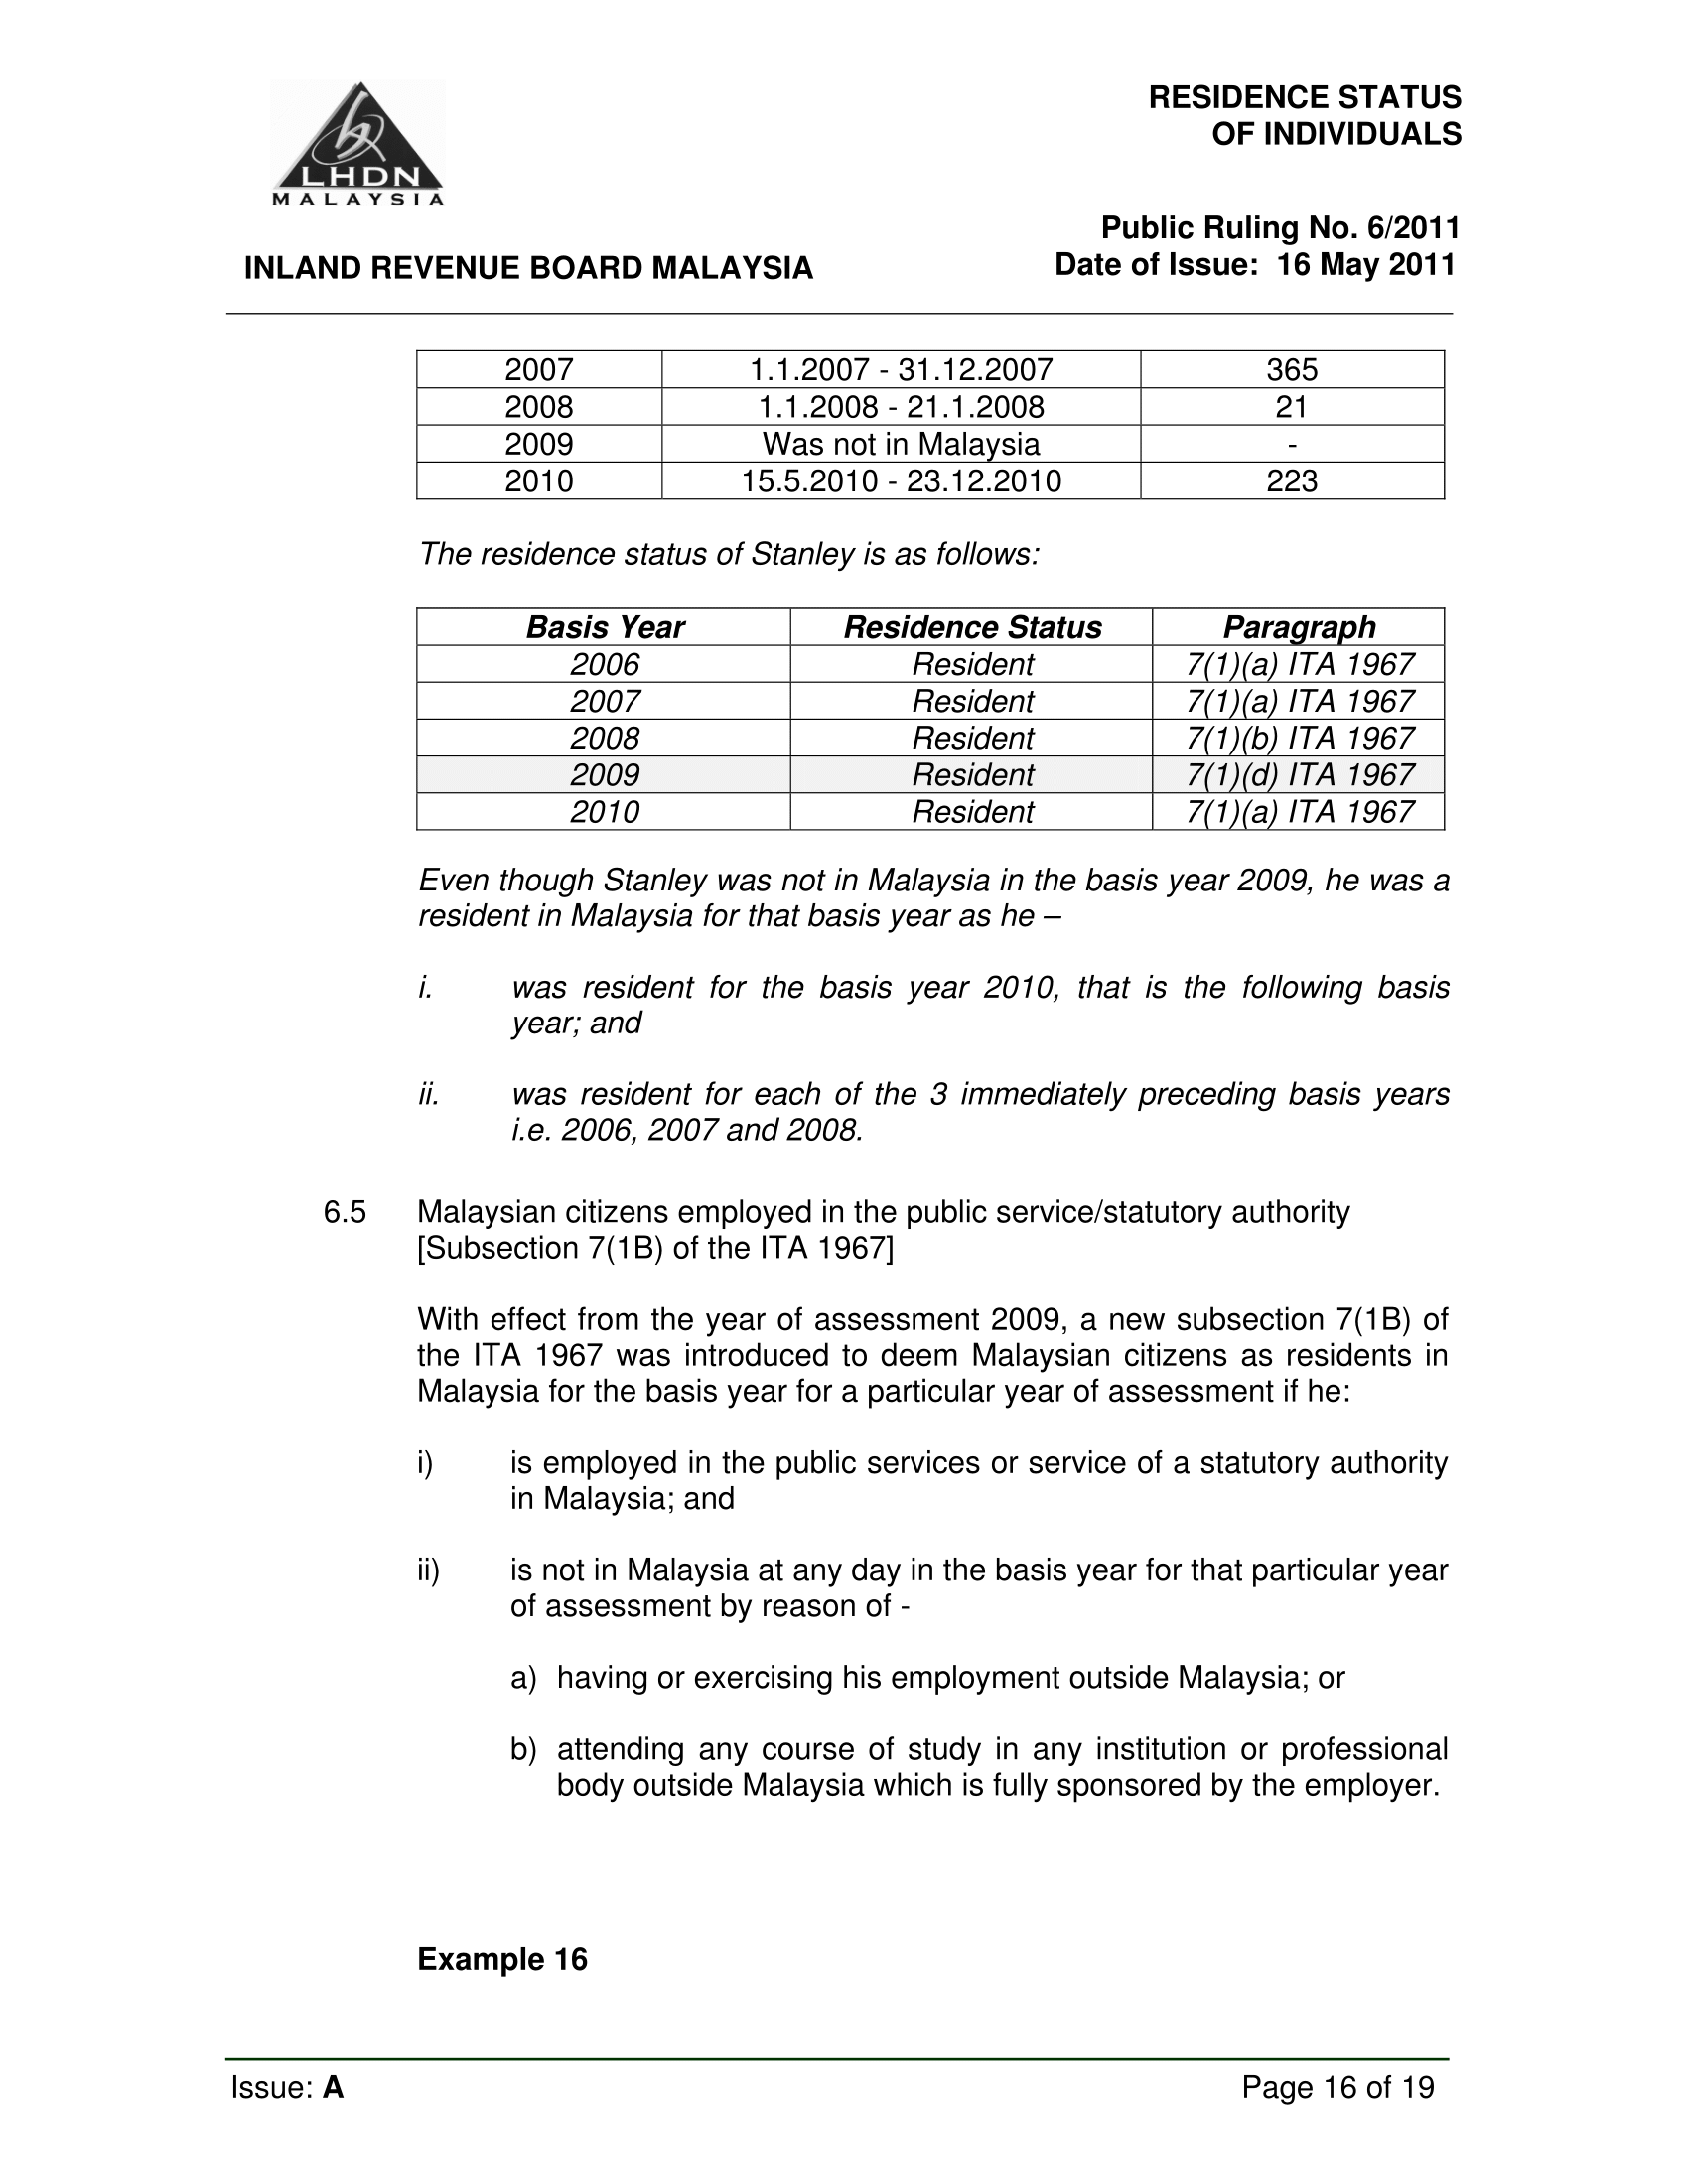 LHDN
MALAYSIA
INLAND REVENUE BOARD MALAYSIA
RESIDENCE STATUS
OF INDIVIDUALS
Public Ruling No. 6/2011
Date of Issue: 16 May 2011
2007 1.1.2007 - 31.12.2007 365
2008 1.1.2008 - 21.1.2008 21
2009 Was not in Malaysia -
2010 15.5.2010 - 23.12.2010 223
The residence status of Stanley is as follows:
Basis Year Residence Status Paragraph
2006 Resident 7(1)(a) ITA 1967
2007 Resident 7(1)(a) ITA 1967
2008 Resident 7(1)(b) ITA 1967
2009 Resident 7(1)(d) ITA 1967
2010 Resident 7(1)(a) ITA 1967
Even though Stanley was not in Malaysia in the basis year 2009, he was a
resident in Malaysia for that basis year as he –
i. was resident for the basis year 2010, that is the following basis
year; and
ii. was resident for each of the 3 immediately preceding basis years
i.e. 2006, 2007 and 2008.
6.5 Malaysian citizens employed in the public service/statutory authority
[Subsection 7(1B) of the ITA 1967]
With effect from the year of assessment 2009, a new subsection 7(1B) of
the ITA 1967 was introduced to deem Malaysian citizens as residents in
Malaysia for the basis year for a particular year of assessment if he:
i) is employed in the public services or service of a statutory authority
in Malaysia; and
ii) is not in Malaysia at any day in the basis year for that particular year
of assessment by reason of -
a) having or exercising his employment outside Malaysia; or
b) attending any course of study in any institution or professional
body outside Malaysia which is fully sponsored by the employer.
Example 16
Issue: A Page 16 of 19